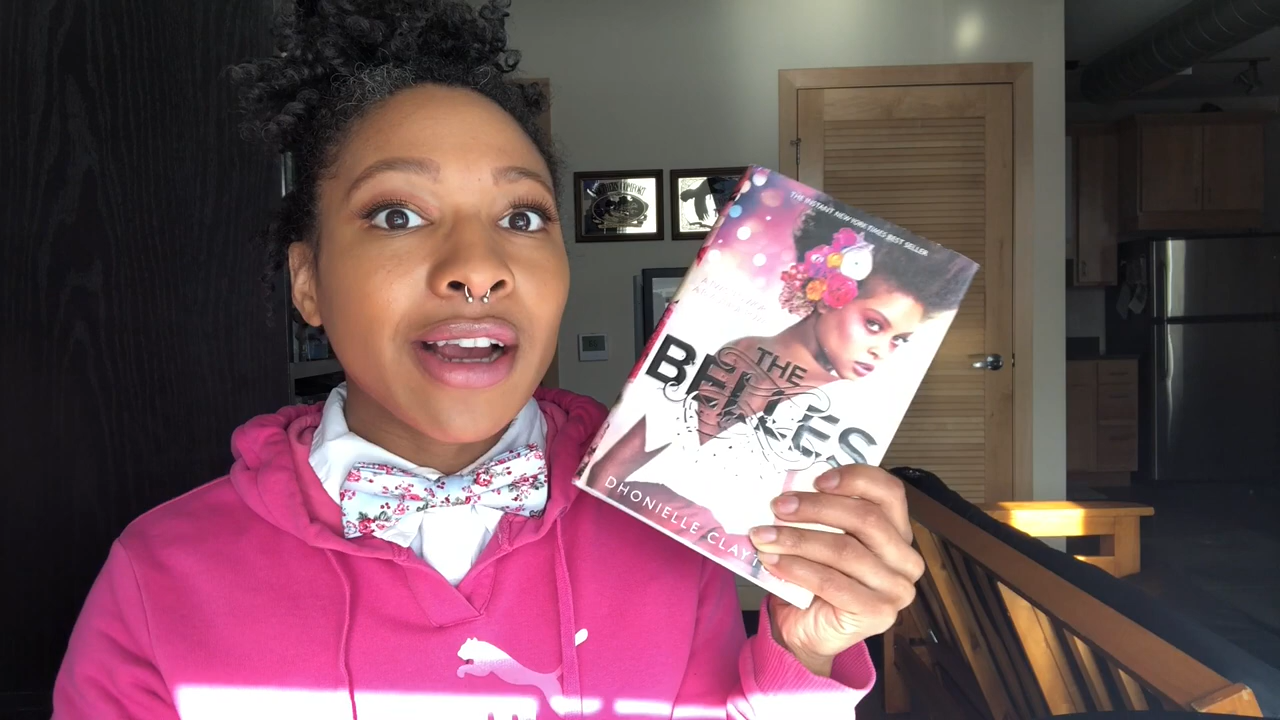 THE INSTANT NEW YORK TIMES BEST SELLER
THE
BELLES
DHONIELLE CLAYT